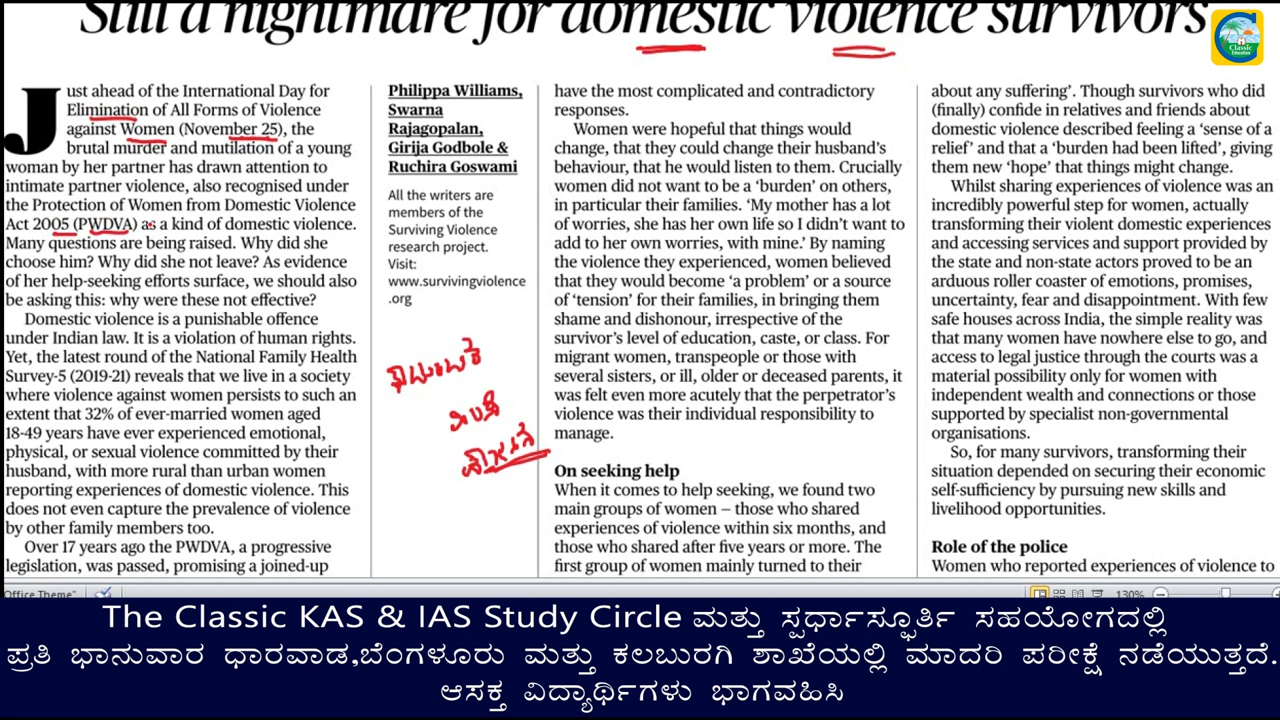 Still a nightmare for domestic violence survivors
Classic
Education
Just ahead of the International Day for
Elimination of All Forms of Violence
against Women (November 25), the
brutal murder and mutilation of a young
woman by her partner has drawn attention to
intimate partner violence, also recognised under
the Protection of Women from Domestic Violence
Act 2005 (PWDVA) as a kind of domestic violence.
Many questions are being raised. Why did she
choose him? Why did she not leave? As evidence
of her help-seeking efforts surface, we should also
be asking this: why were these not effective?
Domestic violence is a punishable offence
under Indian law. It is a violation of human rights.
Yet, the latest round of the National Family Health
Survey-5 (2019-21) reveals that we live in a society
where violence against women persists to such an
extent that 32% of ever-married women aged
18-49 years have ever experienced emotional,
physical, or sexual violence committed by their
husband, with more rural than urban women
reporting experiences of domestic violence. This
does not even capture the prevalence of violence
by other family members too.
Over 17 years ago the PWDVA, a progressive
legislation, was passed, promising a joined-up
Philippa Williams,
Swarna
Rajagopalan,
Girija Godbole &
Ruchira Goswami
All the writers are
members of the
Surviving Violence
research project.
Visit:
www.survivingviolence
.org
have the most complicated and contradictory
responses.
Women were hopeful that things would
change, that they could change their husband's
behaviour, that he would listen to them. Crucially
women did not want to be a ‘burden’ on others,
in particular their families. ‘My mother has a lot
of worries, she has her own life so I didn't want to
add to her own worries, with mine.’ By naming
the violence they experienced, women believed
that they would become ‘a problem’ or a source
of ‘tension’ for their families, in bringing them
shame and dishonour, irrespective of the
survivor's level of education, caste, or class. For
migrant women, transpeople or those with
several sisters, or ill, older or deceased parents, it
was felt even more acutely that the perpetrator's
violence was their individual responsibility to
manage.
On seeking help
When it comes to help seeking, we found two
main groups of women – those who shared
experiences of violence within six months, and
those who shared after five years or more. The
first group of women mainly turned to their
about any suffering’. Though survivors who did
(finally) confide in relatives and friends about
domestic violence described feeling a ‘sense of a
relief’ and that a ‘burden had been lifted’, giving
them new ‘hope’ that things might change.
Whilst sharing experiences of violence was an
incredibly powerful step for women, actually
transforming their violent domestic experiences
and accessing services and support provided by
the state and non-state actors proved to be an
arduous roller coaster of emotions, promises,
uncertainty, fear and disappointment. With few
safe houses across India, the simple reality was
that many women have nowhere else to go, and
access to legal justice through the courts was a
material possibility only for women with
independent wealth and connections or those
supported by specialist non-governmental
organisations.
So, for many survivors, transforming their
situation depended on securing their economic
self-sufficiency by pursuing new skills and
livelihood opportunities.
Role of the police
Women who reported experiences of violence to
Office Theme"
130%
The Classic KAS & IAS Study Circle ಮತ್ತು ಸ್ಪರ್ಧಾಸ್ಫೂರ್ತಿ ಸಹಯೋಗದಲ್ಲಿ
ಪ್ರತಿ ಭಾನುವಾರ ಧಾರವಾಡ,ಬೆಂಗಳೂರು ಮತ್ತು ಕಲಬುರಗಿ ಶಾಖೆಯಲ್ಲಿ ಮಾದರಿ ಪರೀಕ್ಷೆ ನಡೆಯುತ್ತದೆ.
ಆಸಕ್ತ ವಿದ್ಯಾರ್ಥಿಗಳು ಭಾಗವಹಿಸಿ